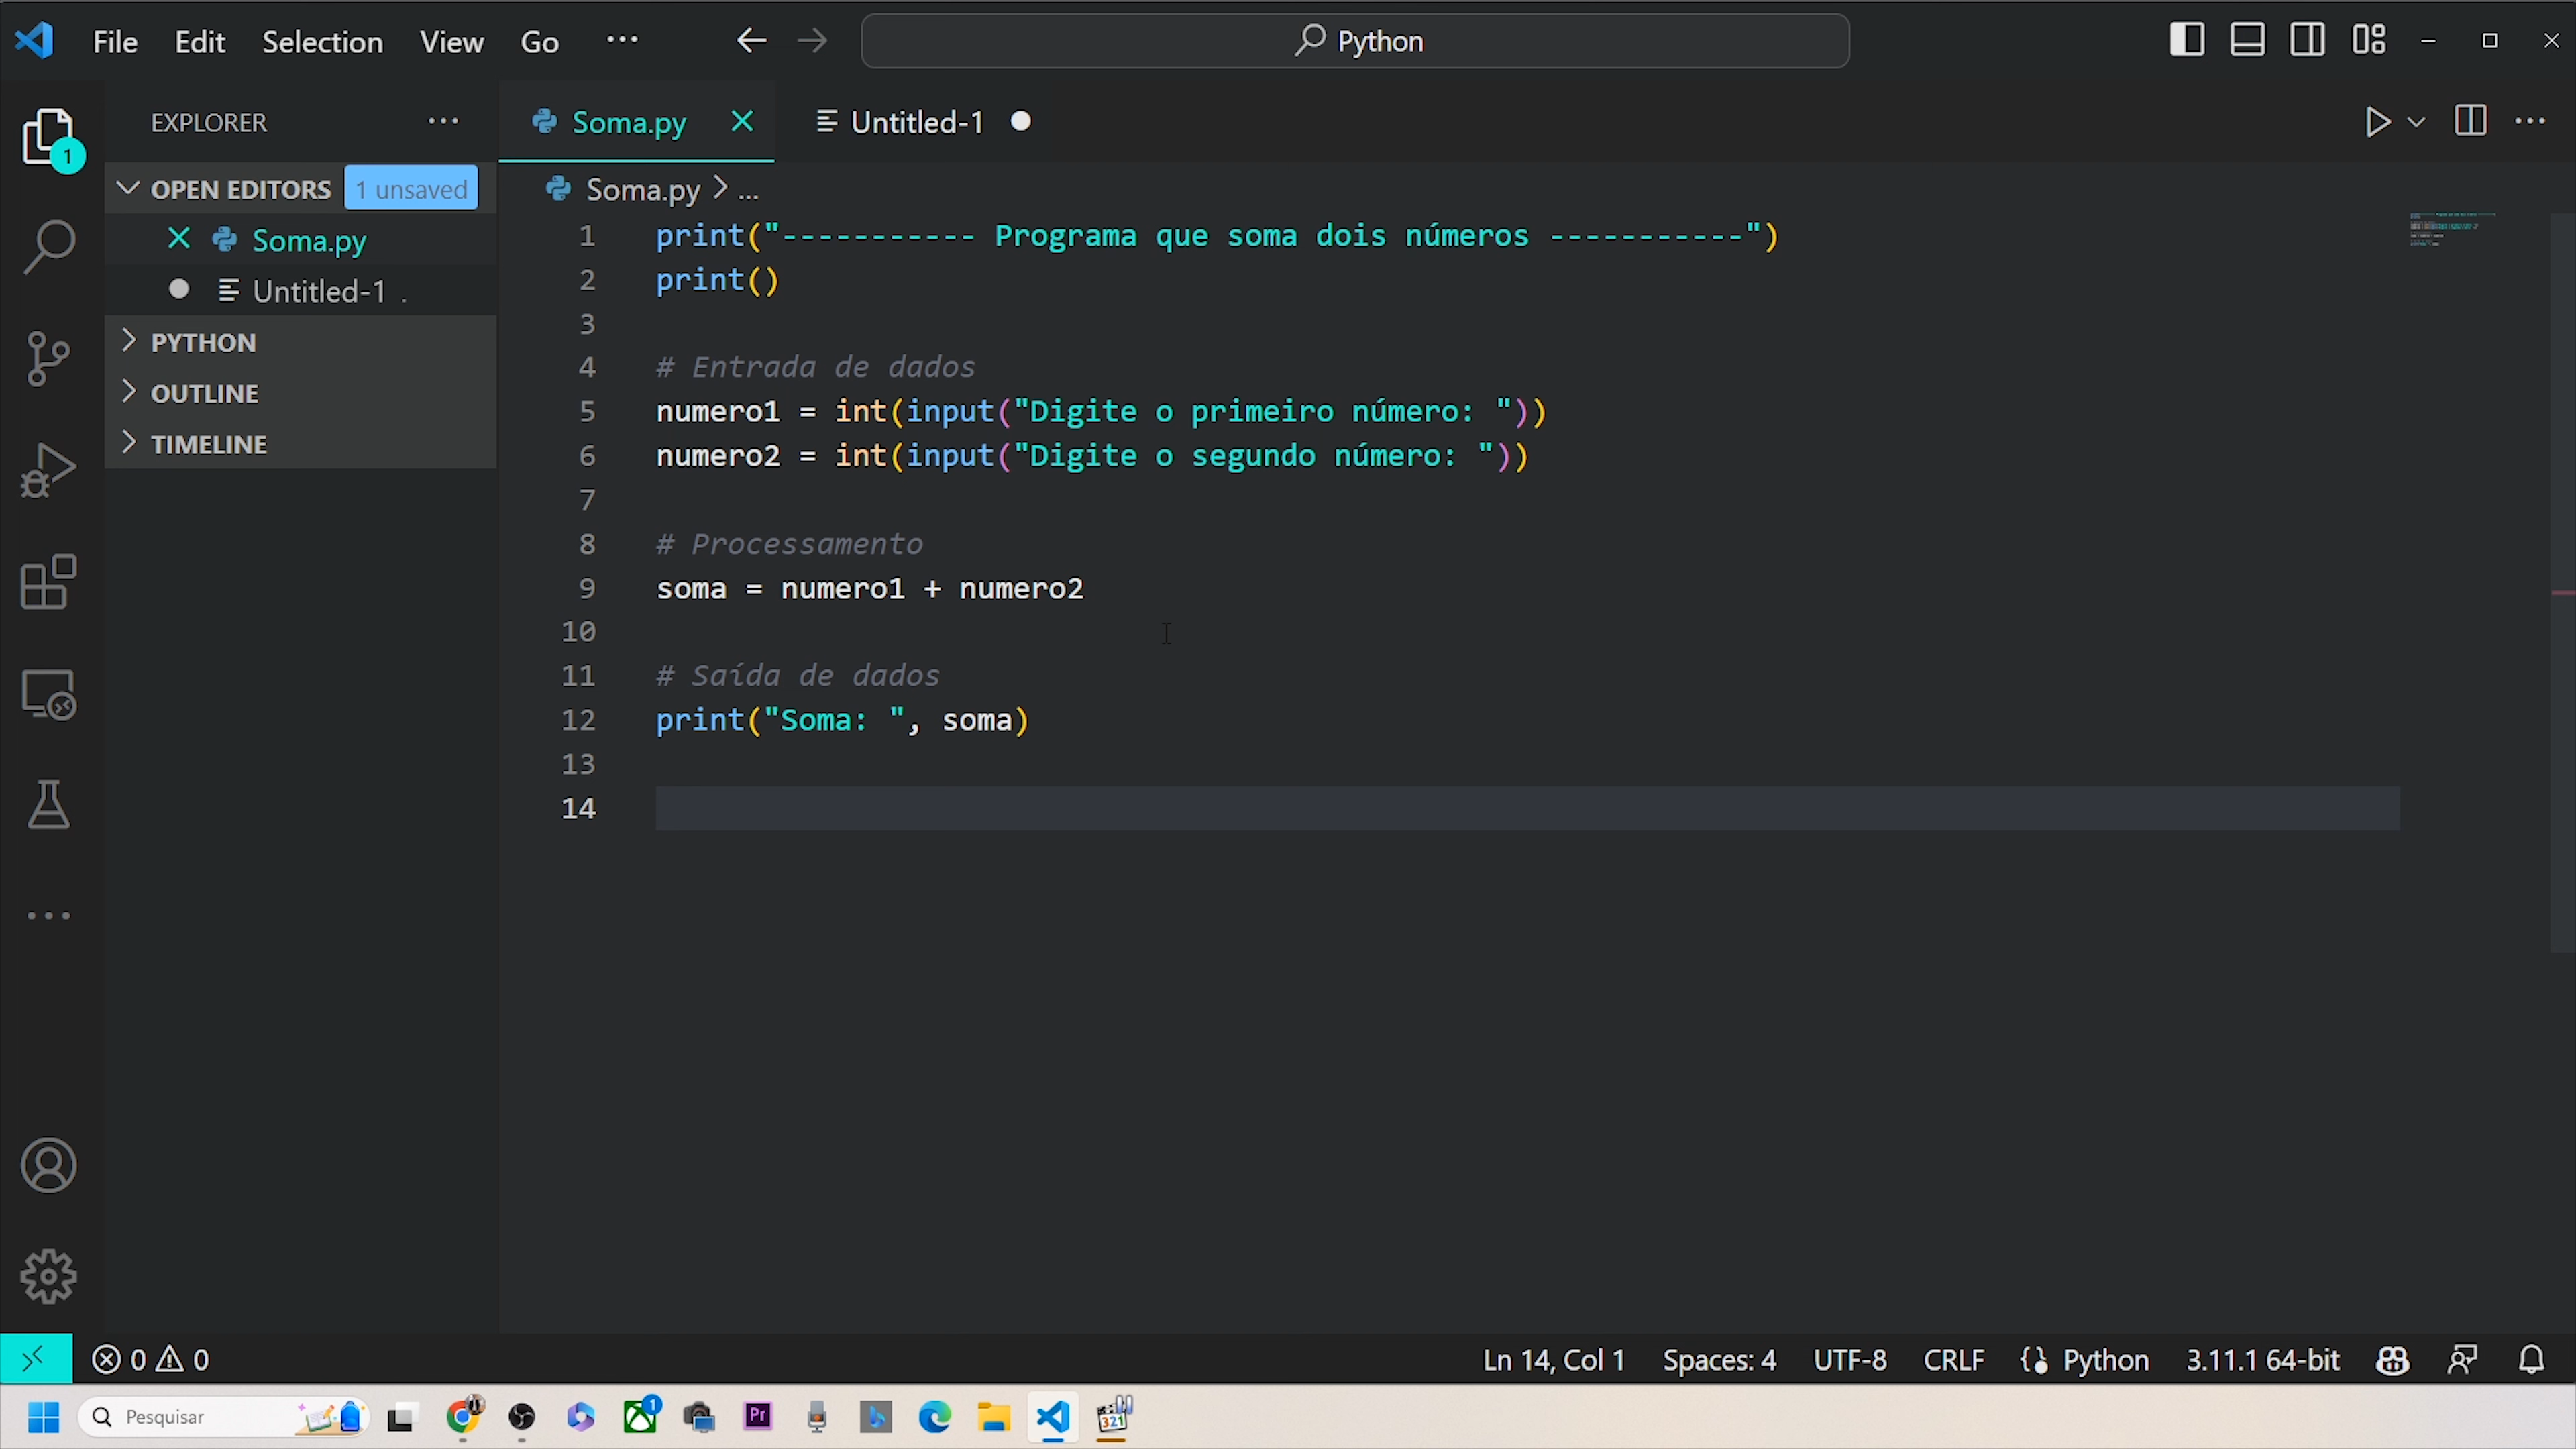 File Edit Selection View Go ··· Python
EXPLORER ···
Soma.py
Untitled-1
OPEN EDITORS 1 unsaved
Soma.py
Untitled-1 .
PYTHON
OUTLINE
TIMELINE
1
Soma.py > ...
1 print("----------- Programa que soma dois números -----------")
2 print()
3
4 # Entrada de dados
5 numero1 = int(input("Digite o primeiro número: "))
6 numero2 = int(input("Digite o segundo número: "))
7
8 # Processamento
9 soma = numero1 + numero2
10
11 # Saída de dados
12 print("Soma: ", soma)
13
14
0 0 Ln 14, Col 1 Spaces: 4 UTF-8 CRLF Python 3.11.1 64-bit
Pesquisar 1 Pr 321